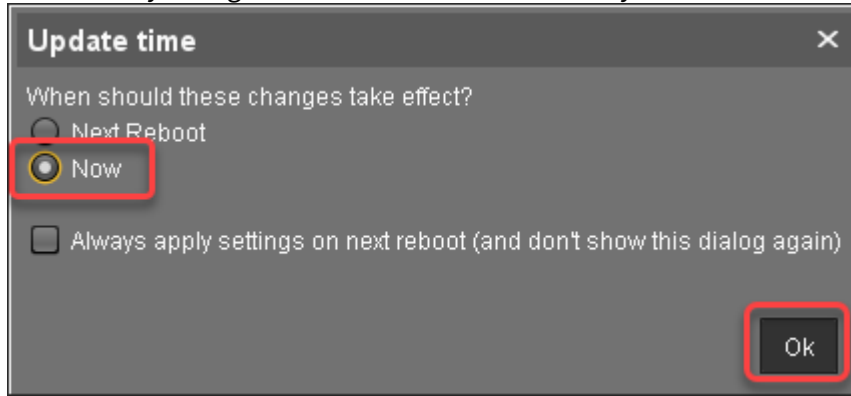 Update time
When should these changes take effect?
Next Reboot
Now
Always apply settings on next reboot (and don't show this dialog again)
Ok